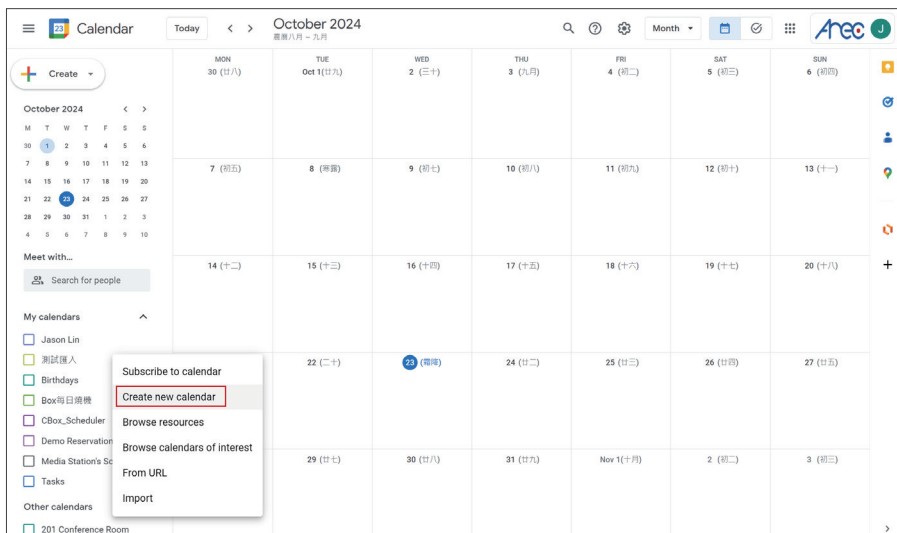 Calendar
Today
October 2024
農曆八月 – 九月
Month
Arec
J
Create
October 2024
M T W T F S S
30 1 2 3 4 5 6
7 8 9 10 11 12 13
14 15 16 17 18 19 20
21 22 23 24 25 26 27
28 29 30 31 1 2 3
4 5 6 7 8 9 10
Meet with...
Search for people
My calendars
Jason Lin
測試匯入
Birthdays
Box每日燒機
CBox_Scheduler
Demo Reservation
Media Station's Sc
Tasks
Other calendars
201 Conference Room
Subscribe to calendar
Create new calendar
Browse resources
Browse calendars of interest
From URL
Import
MON TUE WED THU FRI SAT SUN
30 (廿八) Oct 1(廿九) 2 (三十) 3 (九月) 4 (初二) 5 (初三) 6 (初四)
7 (初五) 8 (寒露) 9 (初七) 10 (初八) 11 (初九) 12 (初十) 13 (十一)
14 (十二) 15 (十三) 16 (十四) 17 (十五) 18 (十六) 19 (十七) 20 (十八)
22 (二十) 23 (霜降) 24 (廿二) 25 (廿三) 26 (廿四) 27 (廿五)
29 (廿七) 30 (廿八) 31 (廿九) Nov 1(十月) 2 (初二) 3 (初三)